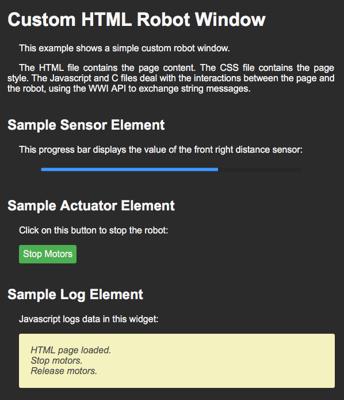 Custom HTML Robot Window
This example shows a simple custom robot window.
The HTML file contains the page content. The CSS file contains the page
style. The Javascript and C files deal with the interactions between the page and
the robot, using the WWI API to exchange string messages.
Sample Sensor Element
This progress bar displays the value of the front right distance sensor:
Sample Actuator Element
Click on this button to stop the robot:
Stop Motors
Sample Log Element
Javascript logs data in this widget:
HTML page loaded.
Stop motors.
Release motors.